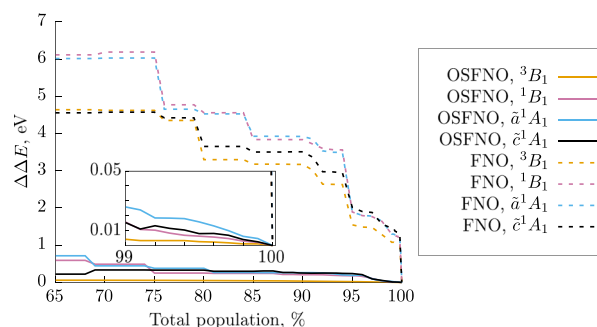 7
6
5
4
3
2
1
0
ΔΔE, eV
0.05
0.01
99
100
65
70
75
80
85
90
95
100
Total population, %
OSFNO, ³B₁
OSFNO, ¹B₁
OSFNO, ã¹A₁
OSFNO, c̃¹A₁
FNO, ³B₁
FNO, ¹B₁
FNO, ã¹A₁
FNO, c̃¹A₁